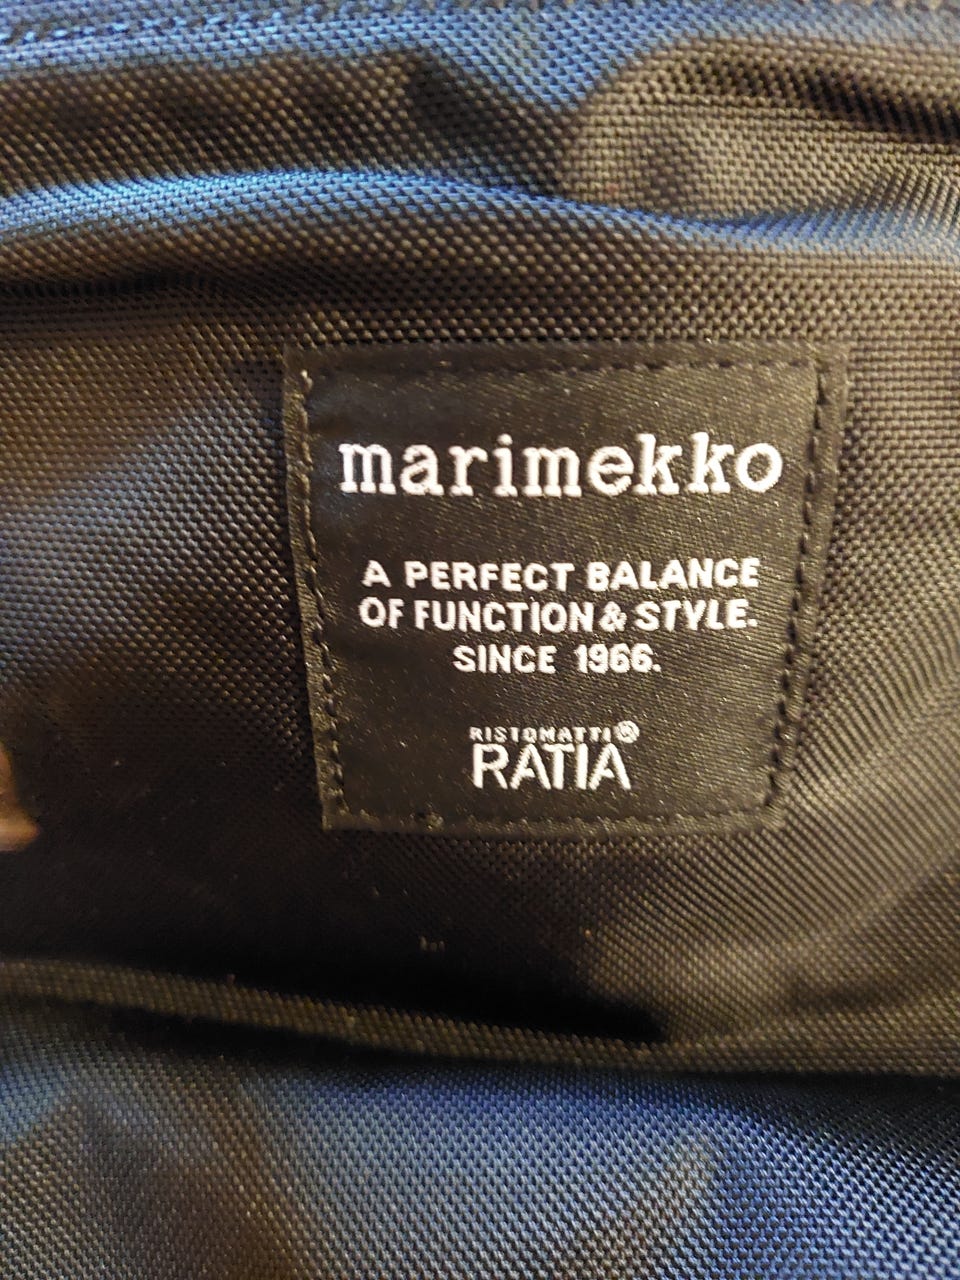 marimekko
A PERFECT BALANCE
OF FUNCTION & STYLE.
SINCE 1966.
RISTOMATTI®
RATIA